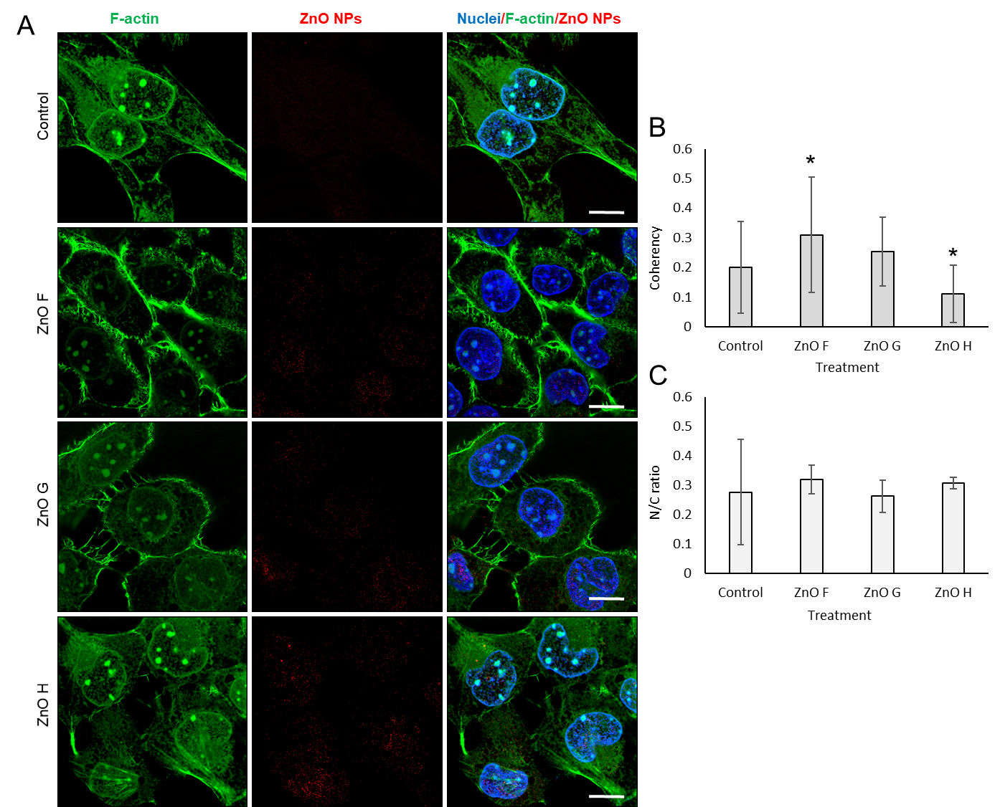 A
F-actin
ZnO NPs
Nuclei/F-actin/ZnO NPs
Control
ZnO F
ZnO G
ZnO H
B
0.6
0.5
0.4
0.3
0.2
0.1
0
Coherency
*
*
Control
ZnO F
ZnO G
ZnO H
Treatment
C
0.6
0.5
0.4
0.3
0.2
0.1
0
N/C ratio
Control
ZnO F
ZnO G
ZnO H
Treatment